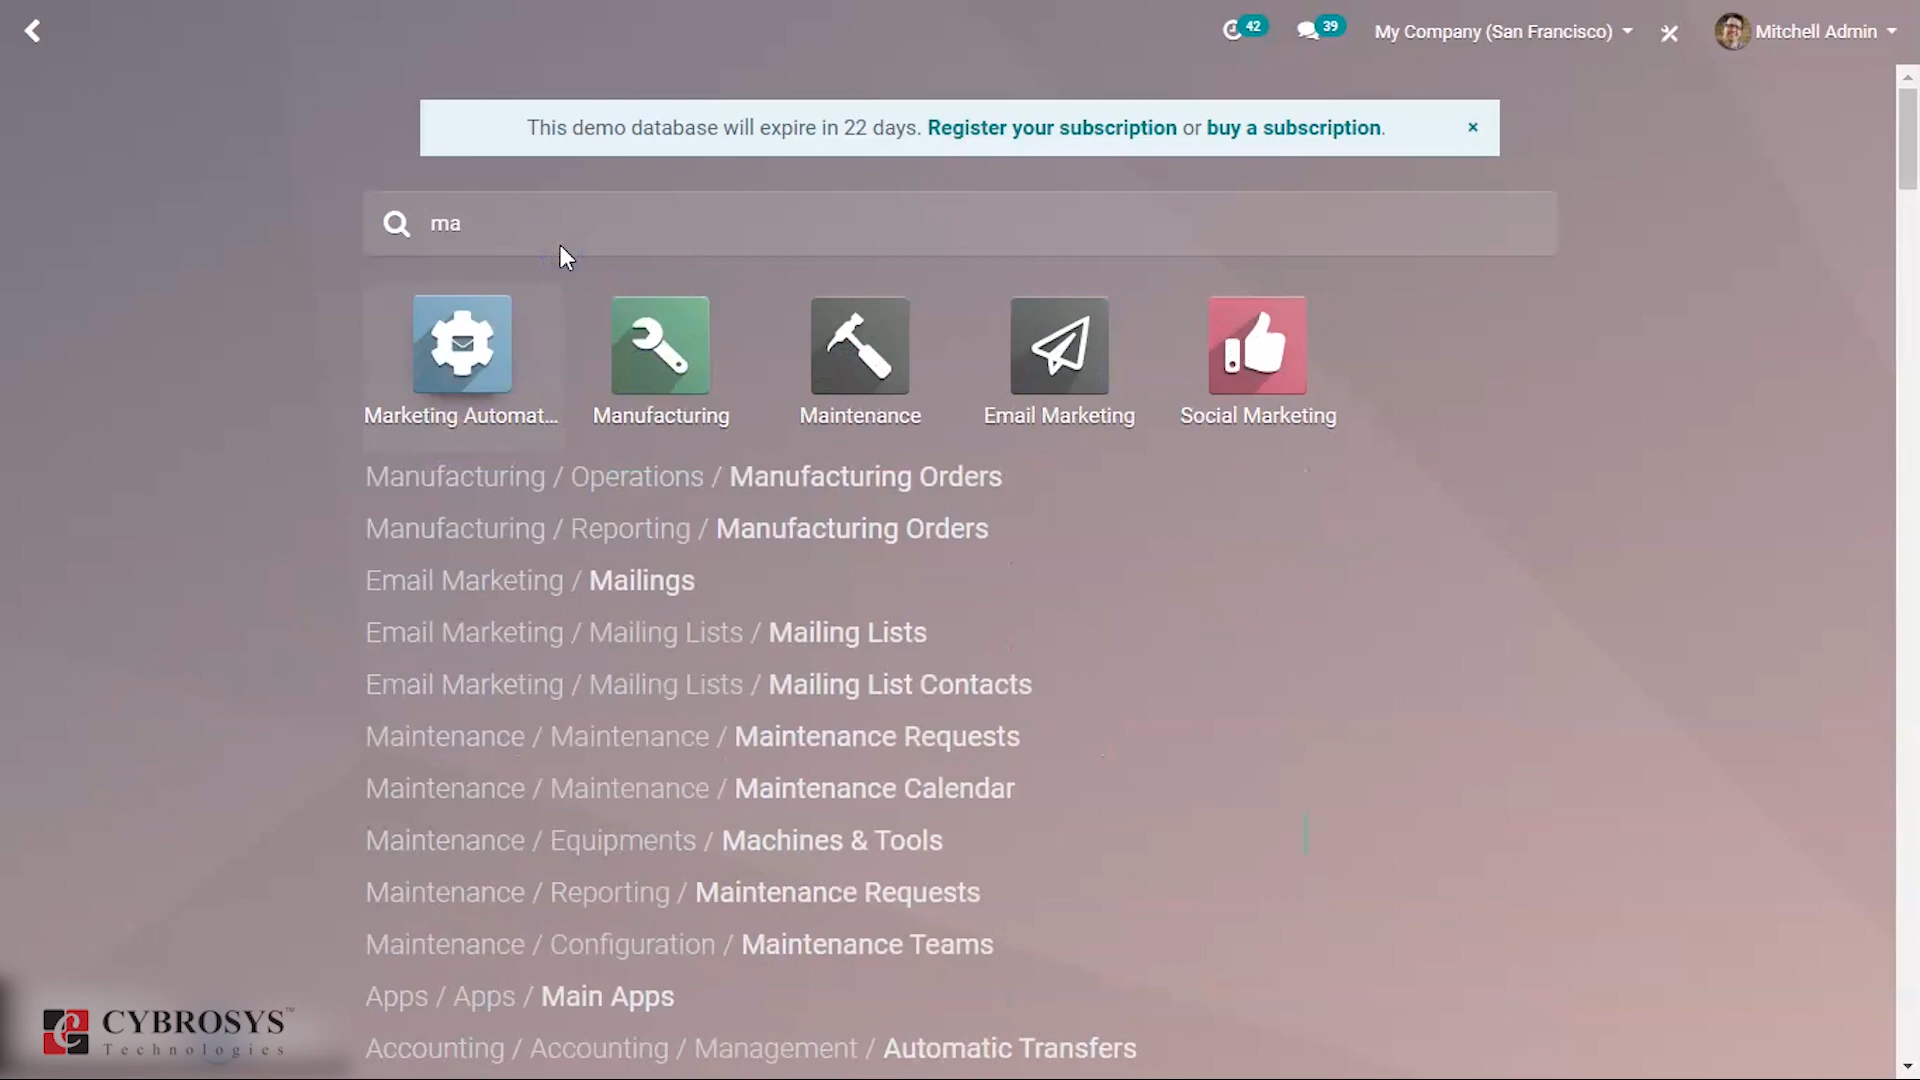 42
39
My Company (San Francisco)
Mitchell Admin
This demo database will expire in 22 days. Register your subscription or buy a subscription.
×
ma
Marketing Automat...
Manufacturing
Maintenance
Email Marketing
Social Marketing
Manufacturing / Operations / Manufacturing Orders
Manufacturing / Reporting / Manufacturing Orders
Email Marketing / Mailings
Email Marketing / Mailing Lists / Mailing Lists
Email Marketing / Mailing Lists / Mailing List Contacts
Maintenance / Maintenance / Maintenance Requests
Maintenance / Maintenance / Maintenance Calendar
Maintenance / Equipments / Machines & Tools
Maintenance / Reporting / Maintenance Requests
Maintenance / Configuration / Maintenance Teams
Apps / Apps / Main Apps
Accounting / Accounting / Management / Automatic Transfers
CYBROSYS™
Technologies